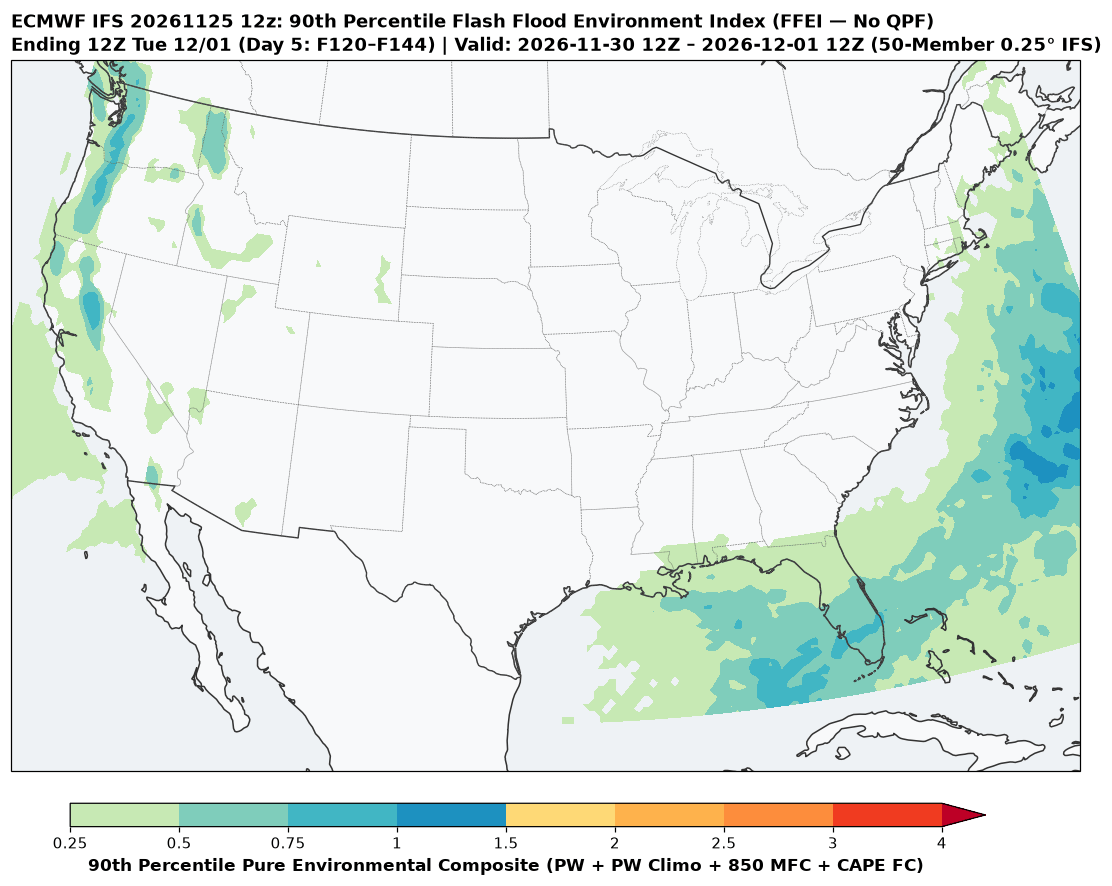 ECMWF IFS 20261125 12z: 90th Percentile Flash Flood Environment Index (FFEI — No QPF)
Ending 12Z Tue 12/01 (Day 5: F120–F144) | Valid: 2026-11-30 12Z – 2026-12-01 12Z (50-Member 0.25° IFS)
0.25 0.5 0.75 1 1.5 2 2.5 3 4
90th Percentile Pure Environmental Composite (PW + PW Climo + 850 MFC + CAPE FC)